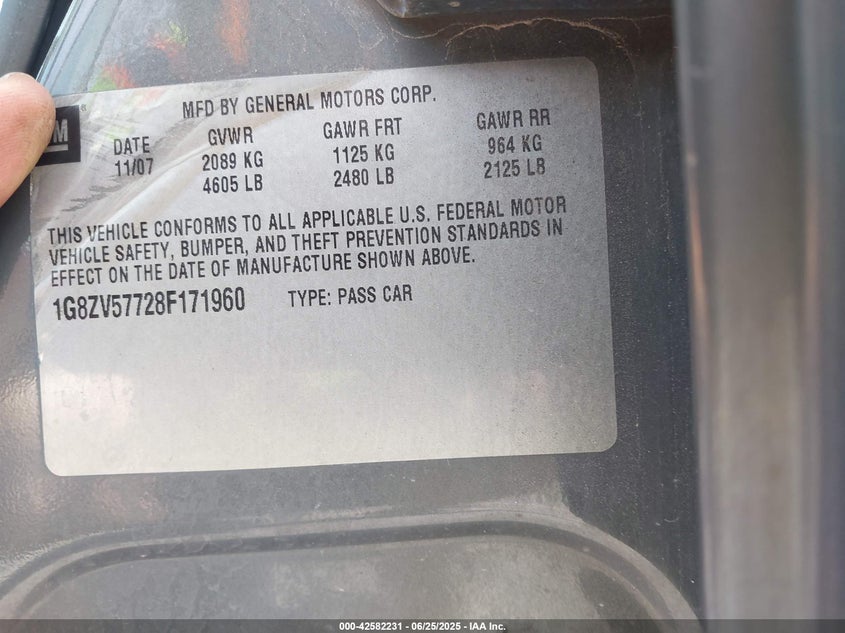 MFD BY GENERAL MOTORS CORP.
GM ®
DATE GVWR GAWR FRT GAWR RR
11/07 2089 KG 1125 KG 964 KG
4605 LB 2480 LB 2125 LB
THIS VEHICLE CONFORMS TO ALL APPLICABLE U.S. FEDERAL MOTOR
VEHICLE SAFETY, BUMPER, AND THEFT PREVENTION STANDARDS IN
EFFECT ON THE DATE OF MANUFACTURE SHOWN ABOVE.
1G8ZV57728F171960 TYPE: PASS CAR
000-42582231 - 06/25/2025 - IAA Inc.